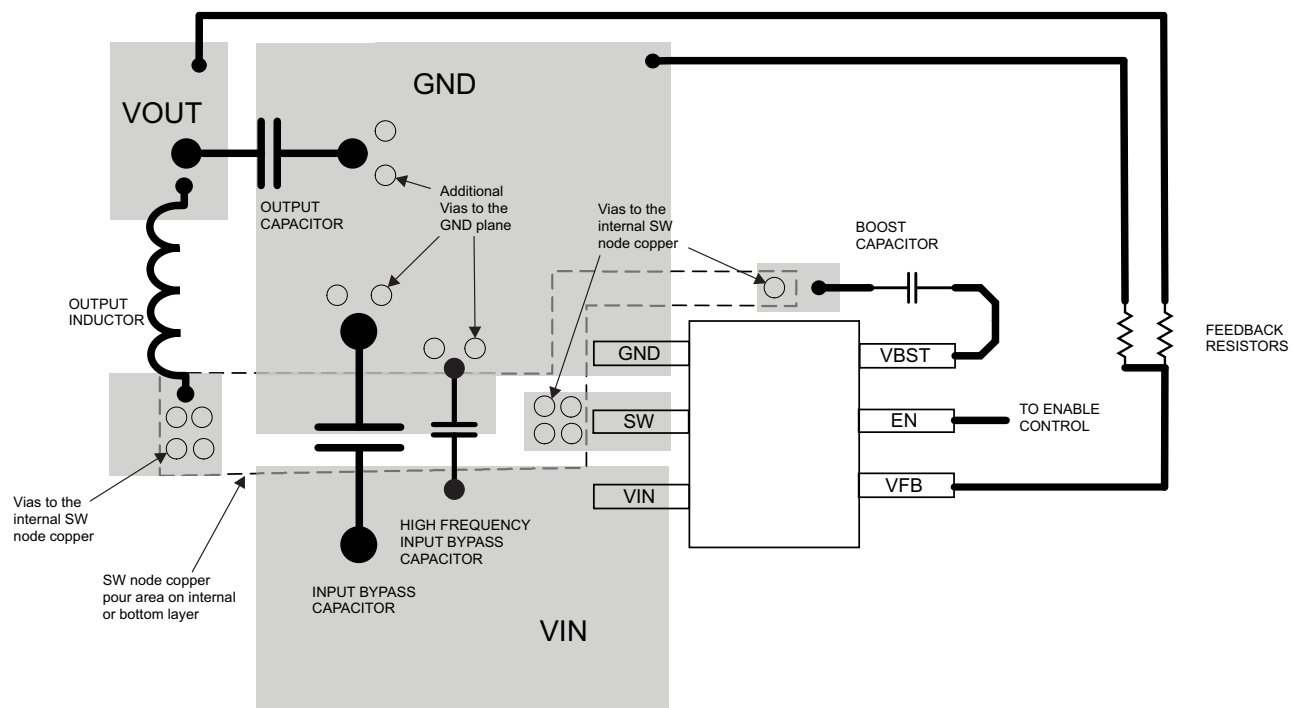 GND
VOUT
OUTPUT
CAPACITOR
Additional
Vias to the
GND plane
Vias to the
internal SW
node copper
BOOST
CAPACITOR
OUTPUT
INDUCTOR
FEEDBACK
RESISTORS
GND
VBST
SW
EN
TO ENABLE
CONTROL
VIN
VFB
Vias to the
internal SW
node copper
HIGH FREQUENCY
INPUT BYPASS
CAPACITOR
SW node copper
pour area on internal
or bottom layer
INPUT BYPASS
CAPACITOR
VIN